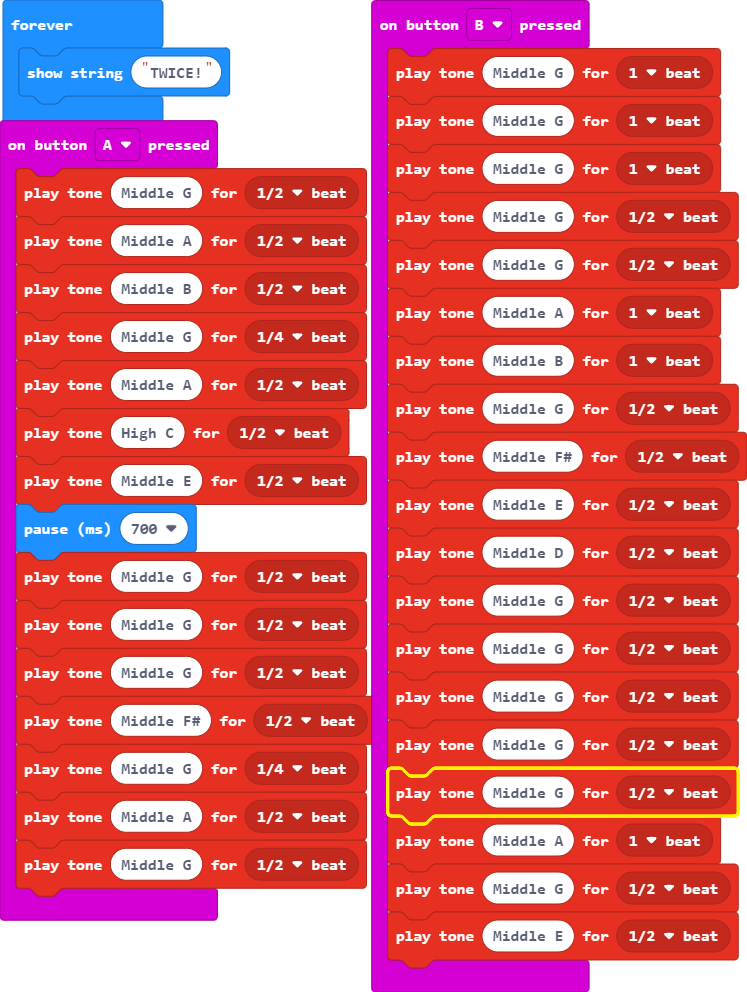 forever
show string "TWICE!"
on button A pressed
play tone Middle G for 1/2 beat
play tone Middle A for 1/2 beat
play tone Middle B for 1/2 beat
play tone Middle G for 1/4 beat
play tone Middle A for 1/2 beat
play tone High C for 1/2 beat
play tone Middle E for 1/2 beat
pause (ms) 700
play tone Middle G for 1/2 beat
play tone Middle G for 1/2 beat
play tone Middle G for 1/2 beat
play tone Middle F# for 1/2 beat
play tone Middle G for 1/4 beat
play tone Middle A for 1/2 beat
play tone Middle G for 1/2 beat
on button B pressed
play tone Middle G for 1 beat
play tone Middle G for 1 beat
play tone Middle G for 1 beat
play tone Middle G for 1/2 beat
play tone Middle G for 1/2 beat
play tone Middle A for 1 beat
play tone Middle B for 1 beat
play tone Middle G for 1/2 beat
play tone Middle F# for 1/2 beat
play tone Middle E for 1/2 beat
play tone Middle D for 1/2 beat
play tone Middle G for 1/2 beat
play tone Middle G for 1/2 beat
play tone Middle G for 1/2 beat
play tone Middle G for 1/2 beat
play tone Middle G for 1/2 beat
play tone Middle A for 1 beat
play tone Middle G for 1/2 beat
play tone Middle E for 1/2 beat